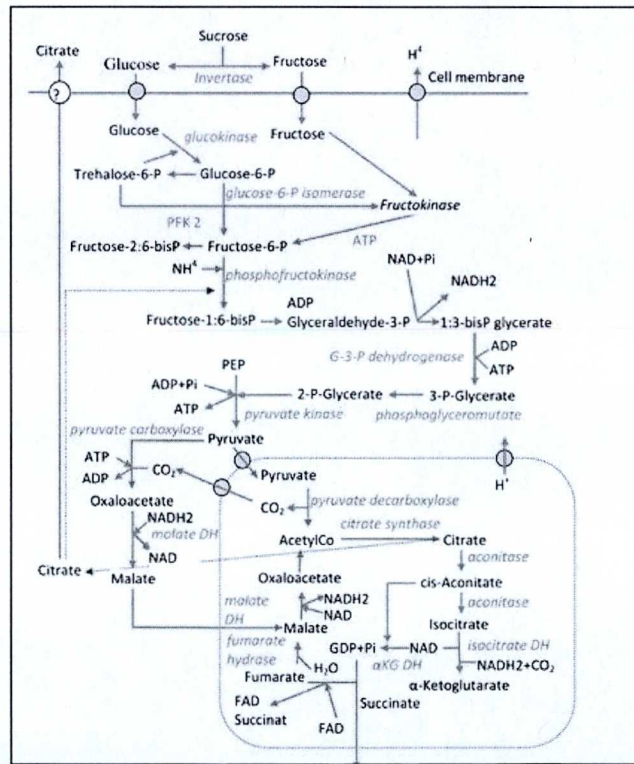 Sucrose
Citrate
Glucose
Fructose
Invertase
H⁴
Cell membrane
?
Glucose
glucokinase
Fructose
Trehalose-6-P
Glucose-6-P
glucose-6-P isomerase
Fructokinase
PFK 2
ATP
Fructose-2:6-bisP
Fructose-6-P
NAD+Pi
NADH2
NH⁴
phosphofructokinase
ADP
Fructose-1:6-bisP
Glyceraldehyde-3-P
1:3-bisP glycerate
G-3-P dehydrogenase
ADP
ATP
PEP
ADP+Pi
2-P-Glycerate
3-P-Glycerate
ATP
pyruvate kinase
phosphoglyceromutate
pyruvate carboxylase
Pyruvate
ATP
ADP
CO₂
Pyruvate
H⁺
Oxaloacetate
CO₂
pyruvate decarboxylase
NADH2
citrate synthase
malate DH
AcetylCo
Citrate
NAD
aconitase
Citrate
Malate
Oxaloacetate
cis-Aconitate
NADH2
aconitase
malate
DH
NAD
Isocitrate
Malate
GDP+Pi
NAD
isocitrate DH
fumarate
hydrase
H₂O
αKG DH
NADH2+CO₂
Fumarate
α-Ketoglutarate
FAD
Succinate
Succinat
FAD